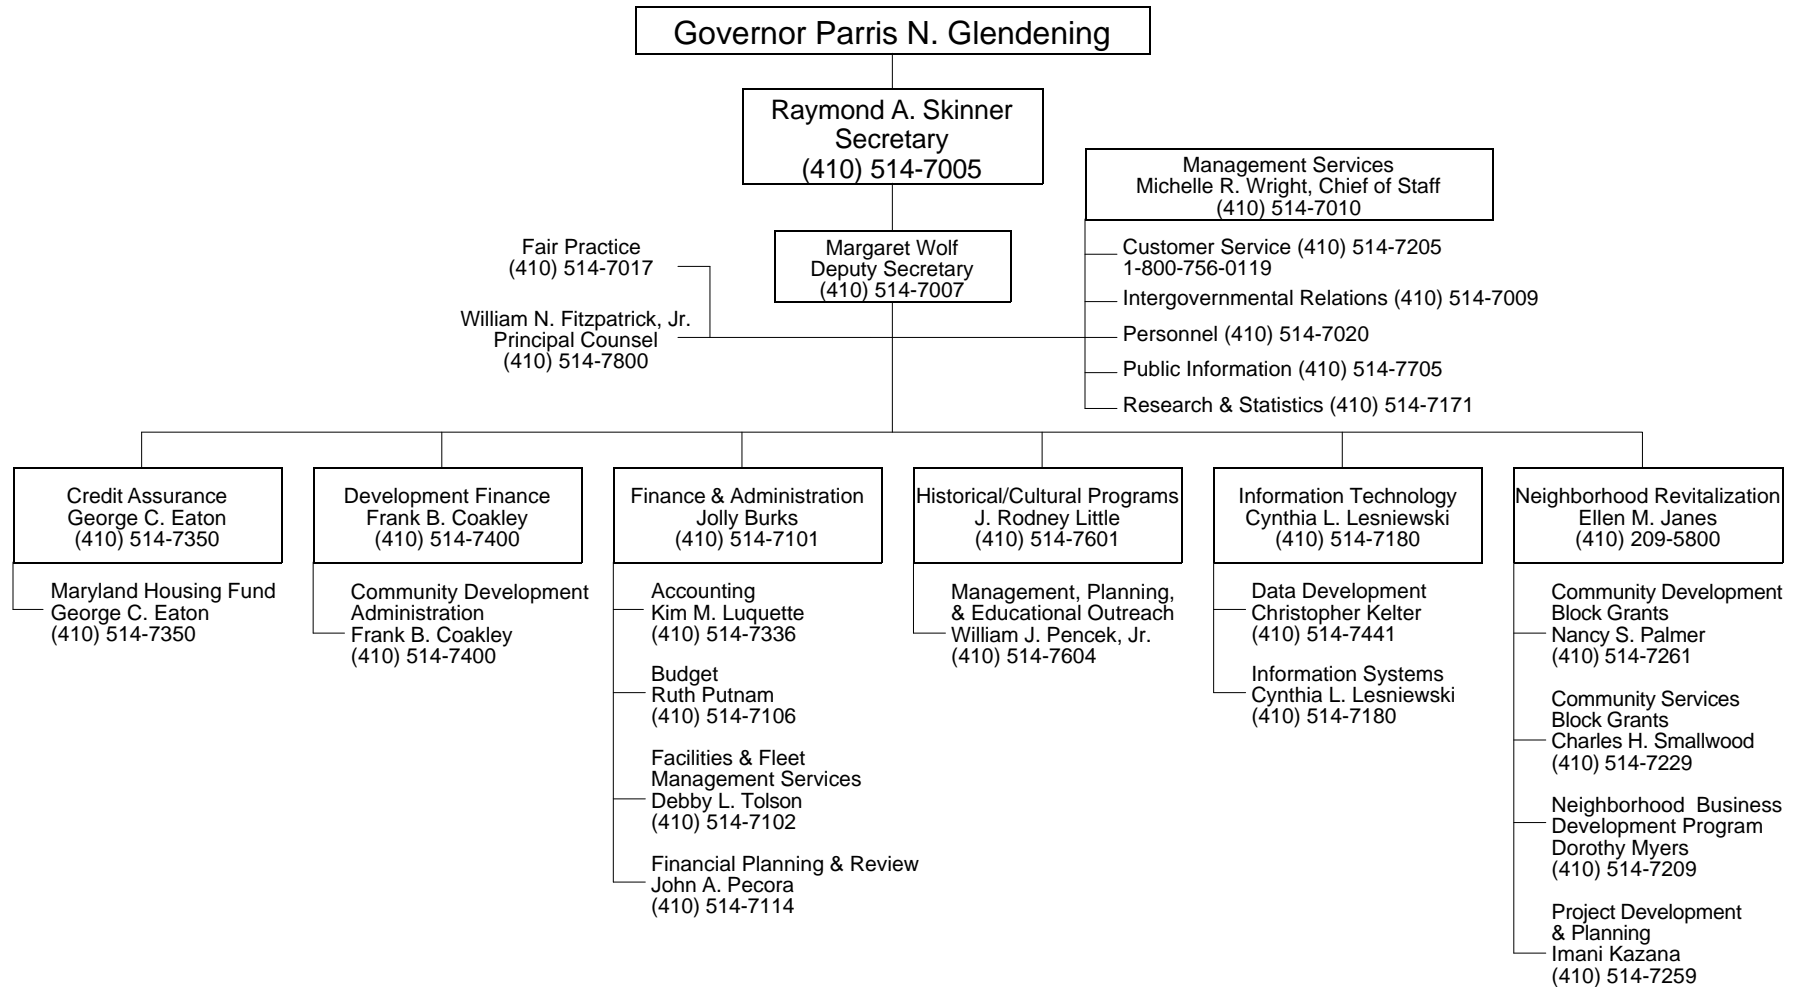 Governor Parris N. Glendening
Raymond A. Skinner
Secretary
(410) 514-7005
Management Services
Michelle R. Wright, Chief of Staff
(410) 514-7010
Customer Service (410) 514-7205
1-800-756-0119
Intergovernmental Relations (410) 514-7009
Personnel (410) 514-7020
Public Information (410) 514-7705
Research & Statistics (410) 514-7171
Margaret Wolf
Deputy Secretary
(410) 514-7007
Fair Practice
(410) 514-7017
William N. Fitzpatrick, Jr.
Principal Counsel
(410) 514-7800
Credit Assurance
George C. Eaton
(410) 514-7350
Maryland Housing Fund
George C. Eaton
(410) 514-7350
Development Finance
Frank B. Coakley
(410) 514-7400
Community Development
Administration
Frank B. Coakley
(410) 514-7400
Finance & Administration
Jolly Burks
(410) 514-7101
Accounting
Kim M. Luquette
(410) 514-7336
Budget
Ruth Putnam
(410) 514-7106
Facilities & Fleet
Management Services
Debby L. Tolson
(410) 514-7102
Financial Planning & Review
John A. Pecora
(410) 514-7114
Historical/Cultural Programs
J. Rodney Little
(410) 514-7601
Management, Planning,
& Educational Outreach
William J. Pencek, Jr.
(410) 514-7604
Information Technology
Cynthia L. Lesniewski
(410) 514-7180
Data Development
Christopher Kelter
(410) 514-7441
Information Systems
Cynthia L. Lesniewski
(410) 514-7180
Neighborhood Revitalization
Ellen M. Janes
(410) 209-5800
Community Development
Block Grants
Nancy S. Palmer
(410) 514-7261
Community Services
Block Grants
Charles H. Smallwood
(410) 514-7229
Neighborhood Business
Development Program
Dorothy Myers
(410) 514-7209
Project Development
& Planning
Imani Kazana
(410) 514-7259